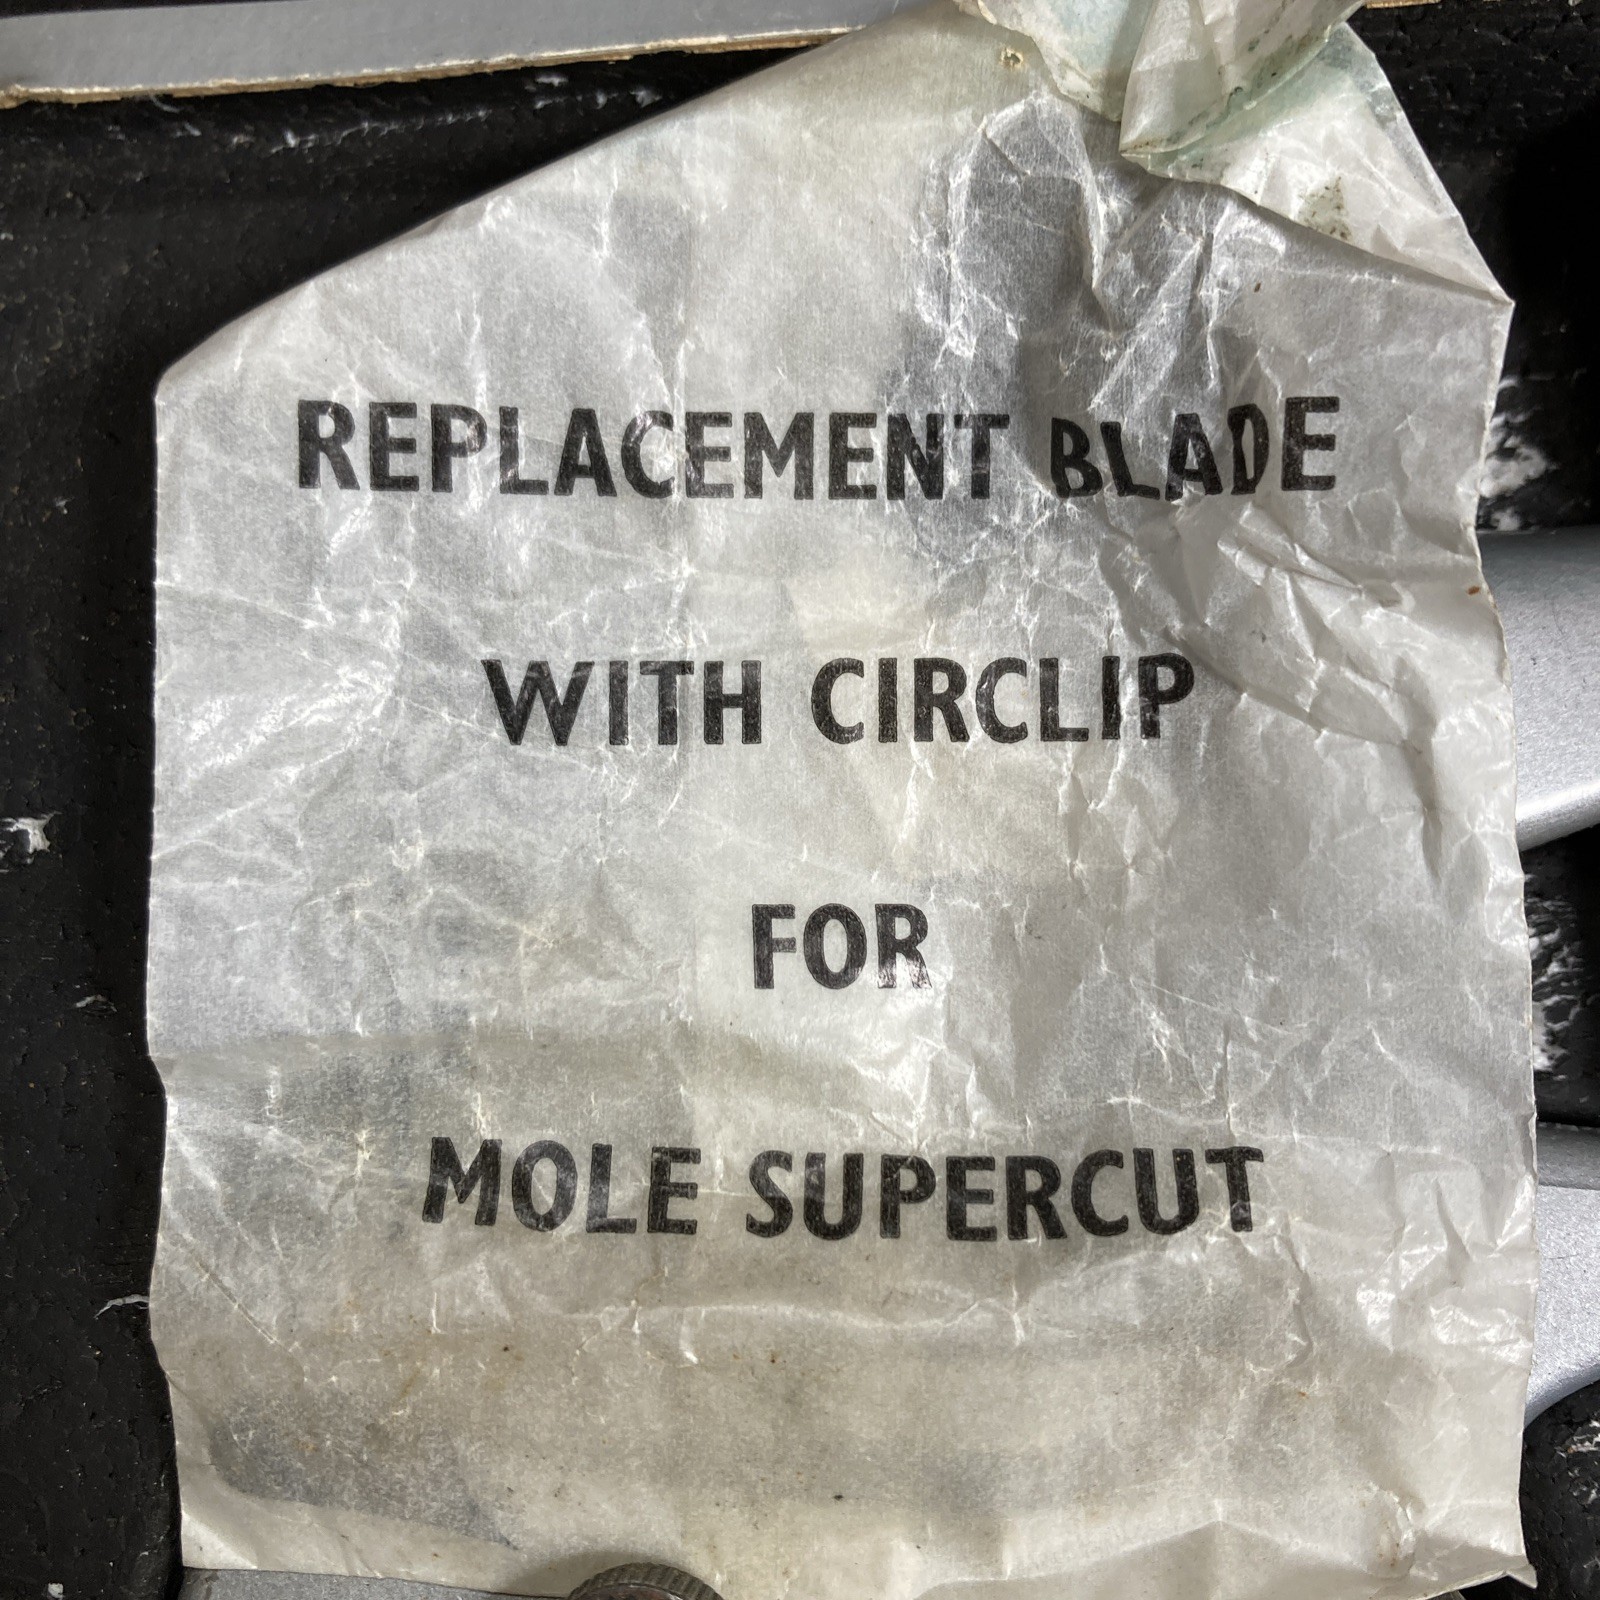 REPLACEMENT BLADE
WITH CIRCLIP
FOR
MOLE SUPERCUT